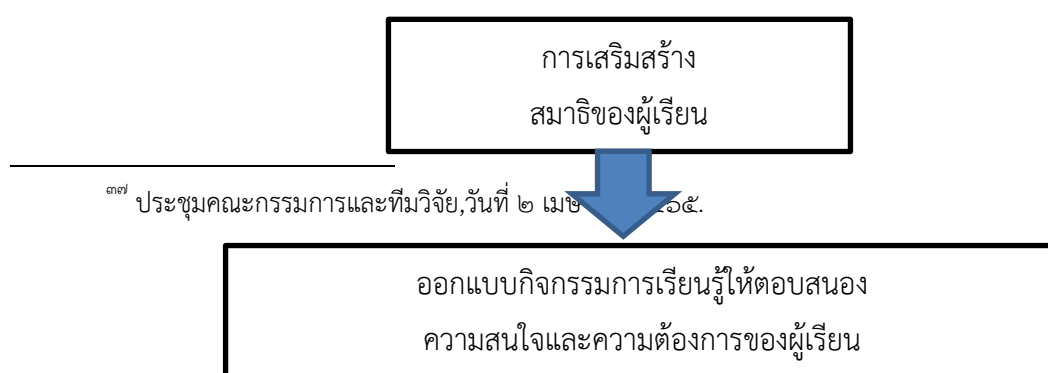 การเสริมสร้าง
สมาธิของผู้เรียน
๓๗ ประชุมคณะกรรมการและทีมวิจัย,วันที่ ๒
ออกแบบกิจกรรมการเรียนรู้ให้ตอบสนอง
ความสนใจและความต้องการของผู้เรียน